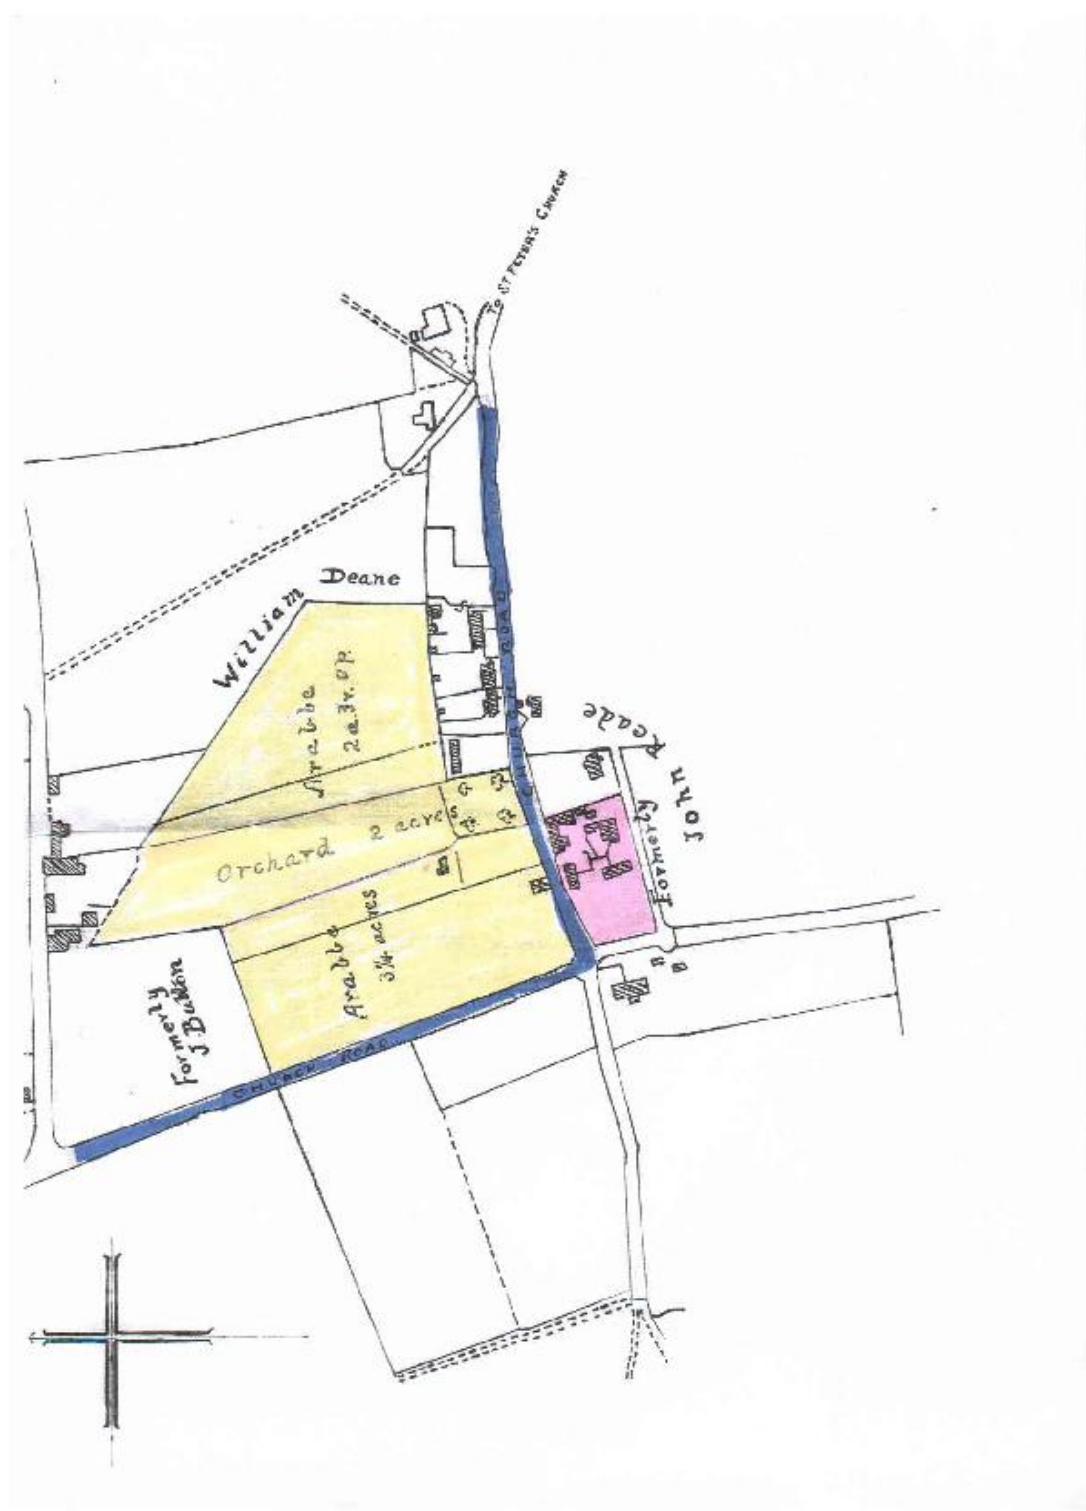 To ST PETER'S CHURCH
William Deane
Arable
2a. 3r. 0p.
CHURCH ROAD
John Reade
Formerly
Orchard 2 acres
Arable
3¼ acres
Formerly
CHURCH ROAD